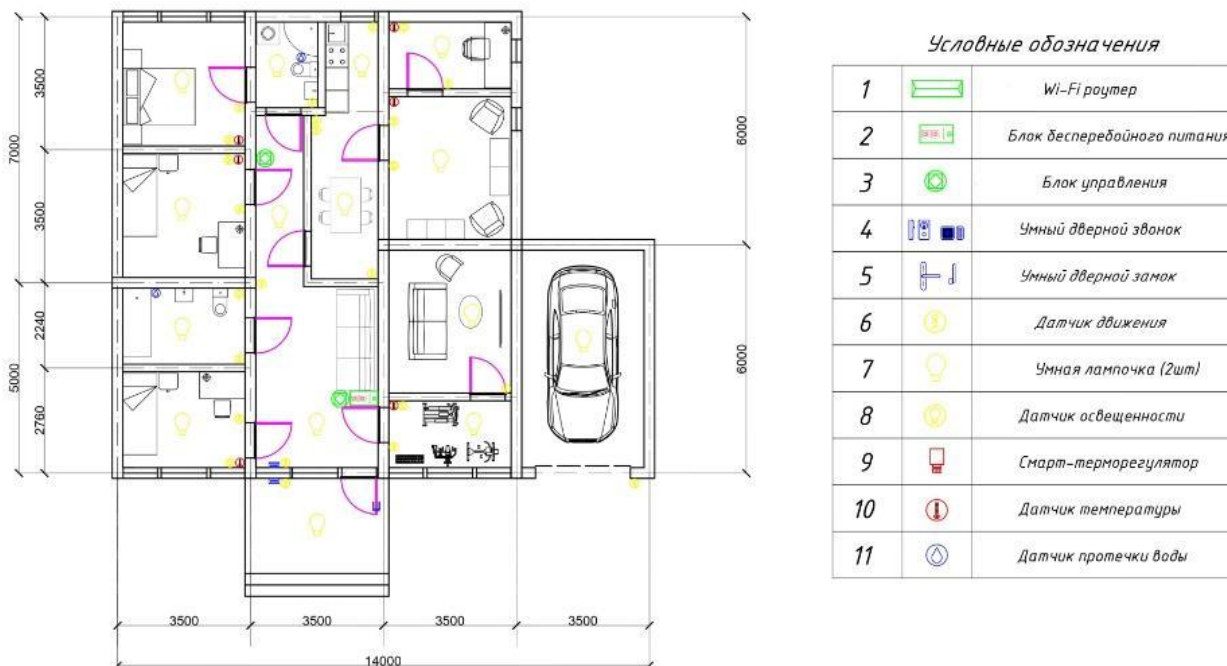 Условные обозначения
1 Wi-Fi роутер
2 Блок бесперебойного питания
3 Блок управления
4 Умный дверной звонок
5 Умный дверной замок
6 Датчик движения
7 Умная лампочка (2шт)
8 Датчик освещенности
9 Смарт-терморегулятор
10 Датчик температуры
11 Датчик протечки воды
7000
3500
3500
5000
2240
2760
6000
6000
3500
3500
3500
3500
14000